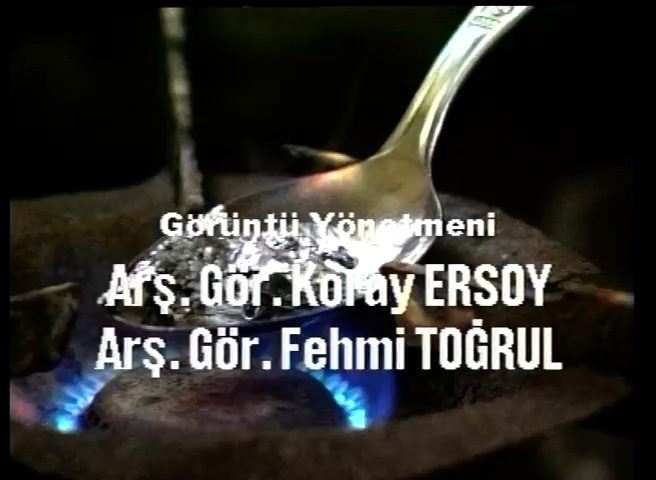 Görüntü Yönetmeni
Arş. Gör. Koray ERSOY
Arş. Gör. Fehmi TOĞRUL